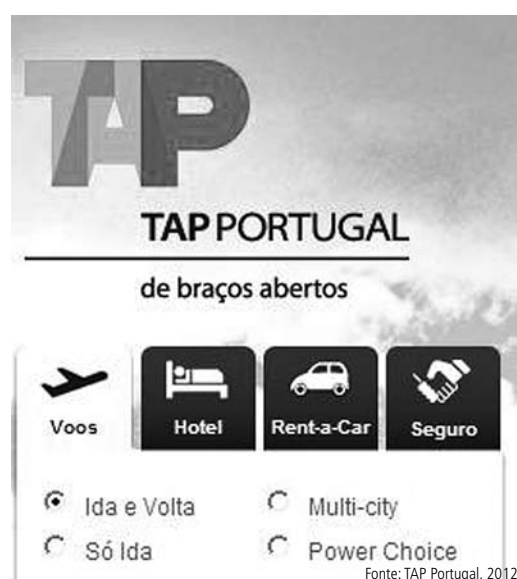 TAP
TAP PORTUGAL
de braços abertos
Voos Hotel Rent-a-Car Seguro
Ida e Volta Multi-city
Só Ida Power Choice
Fonte: TAP Portugal, 2012